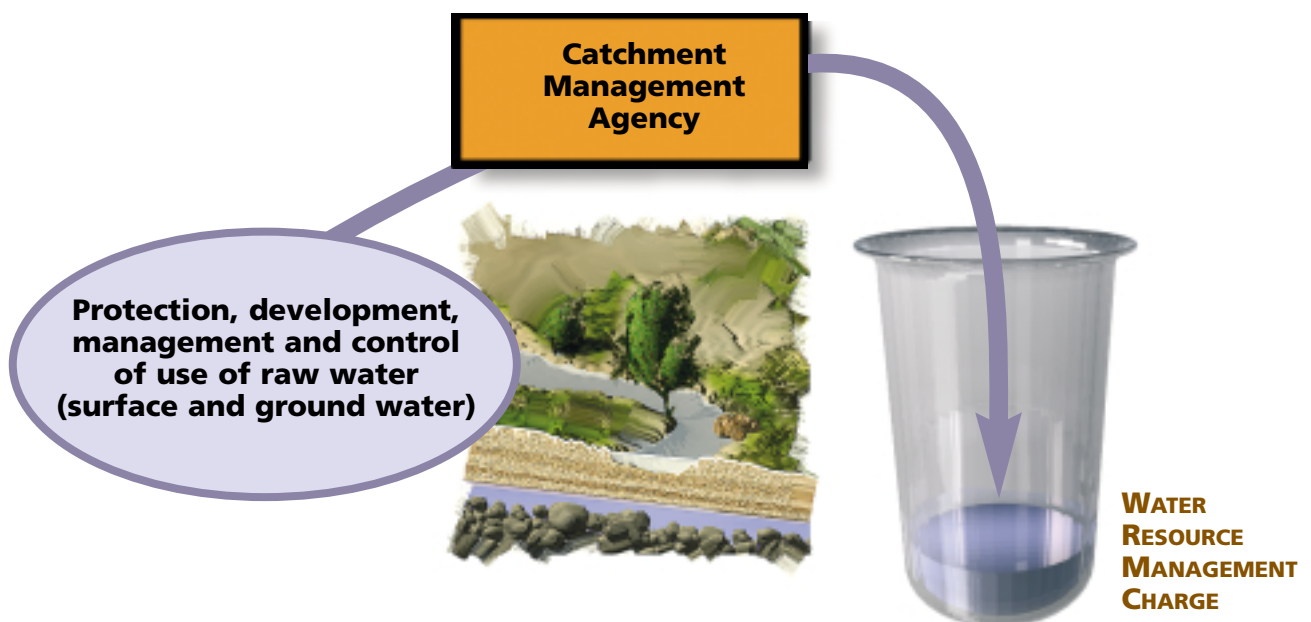 Catchment
Management
Agency
Protection, development,
management and control
of use of raw water
(surface and ground water)
WATER
RESOURCE
MANAGEMENT
CHARGE